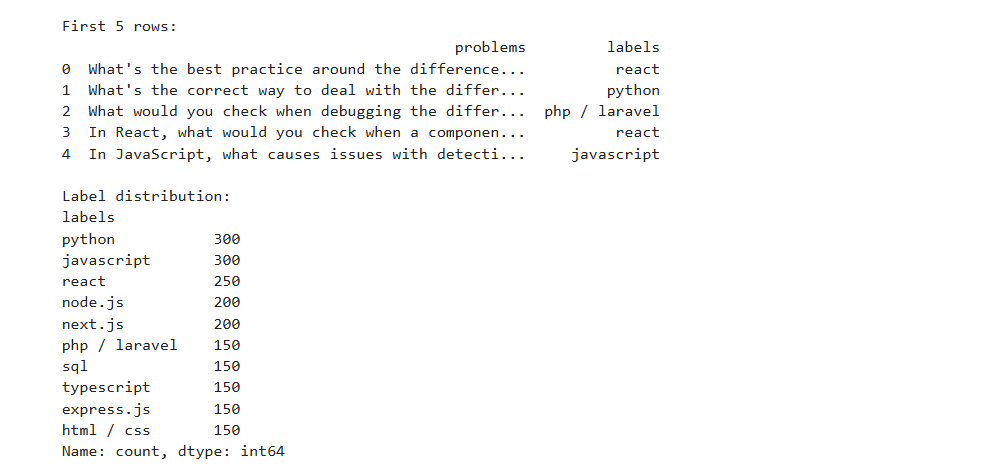 First 5 rows:
problems labels
0 What's the best practice around the difference... react
1 What's the correct way to deal with the differ... python
2 What would you check when debugging the differ... php / laravel
3 In React, what would you check when a componen... react
4 In JavaScript, what causes issues with detecti... javascript
Label distribution:
labels
python 300
javascript 300
react 250
node.js 200
next.js 200
php / laravel 150
sql 150
typescript 150
express.js 150
html / css 150
Name: count, dtype: int64